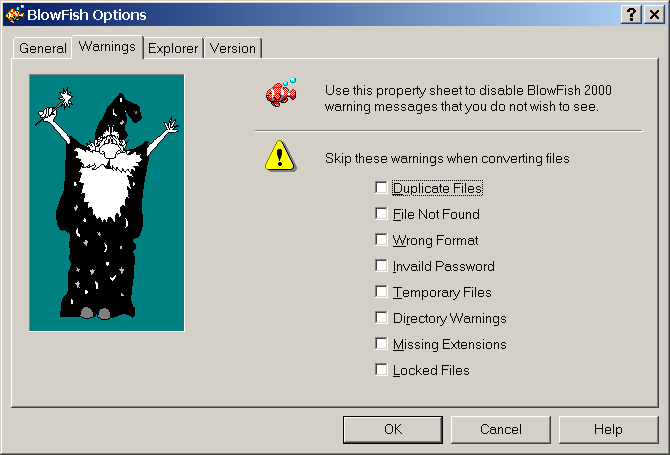 BlowFish Options
General Warnings Explorer Version
Use this property sheet to disable BlowFish 2000
warning messages that you do not wish to see.
Skip these warnings when converting files
Duplicate Files
File Not Found
Wrong Format
Invaild Password
Temporary Files
Directory Warnings
Missing Extensions
Locked Files
OK Cancel Help